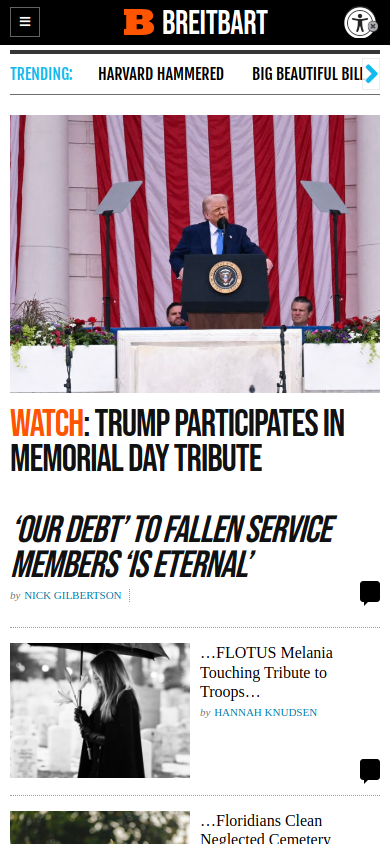 B BREITBART
TRENDING: HARVARD HAMMERED BIG BEAUTIFUL BILL
WATCH: TRUMP PARTICIPATES IN
MEMORIAL DAY TRIBUTE
‘OUR DEBT’ TO FALLEN SERVICE
MEMBERS ‘IS ETERNAL’
by NICK GILBERTSON
…FLOTUS Melania
Touching Tribute to
Troops…
by HANNAH KNUDSEN
…Floridians Clean
Neglected Cemetery